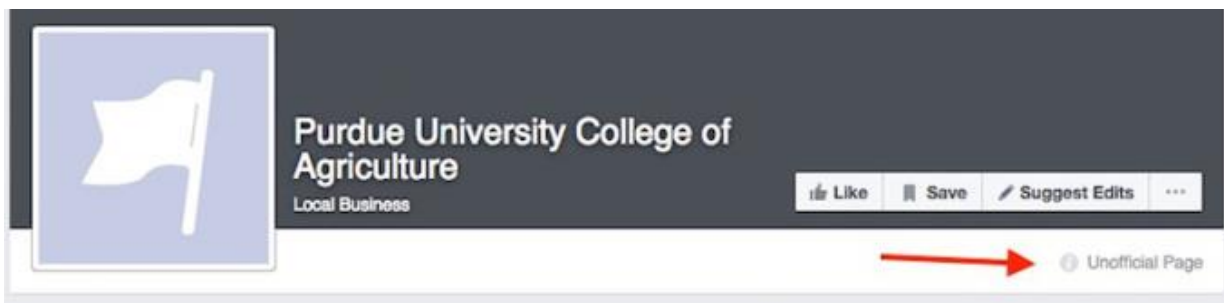 Purdue University College of
Agriculture
Local Business
Like Save Suggest Edits ...
Unofficial Page